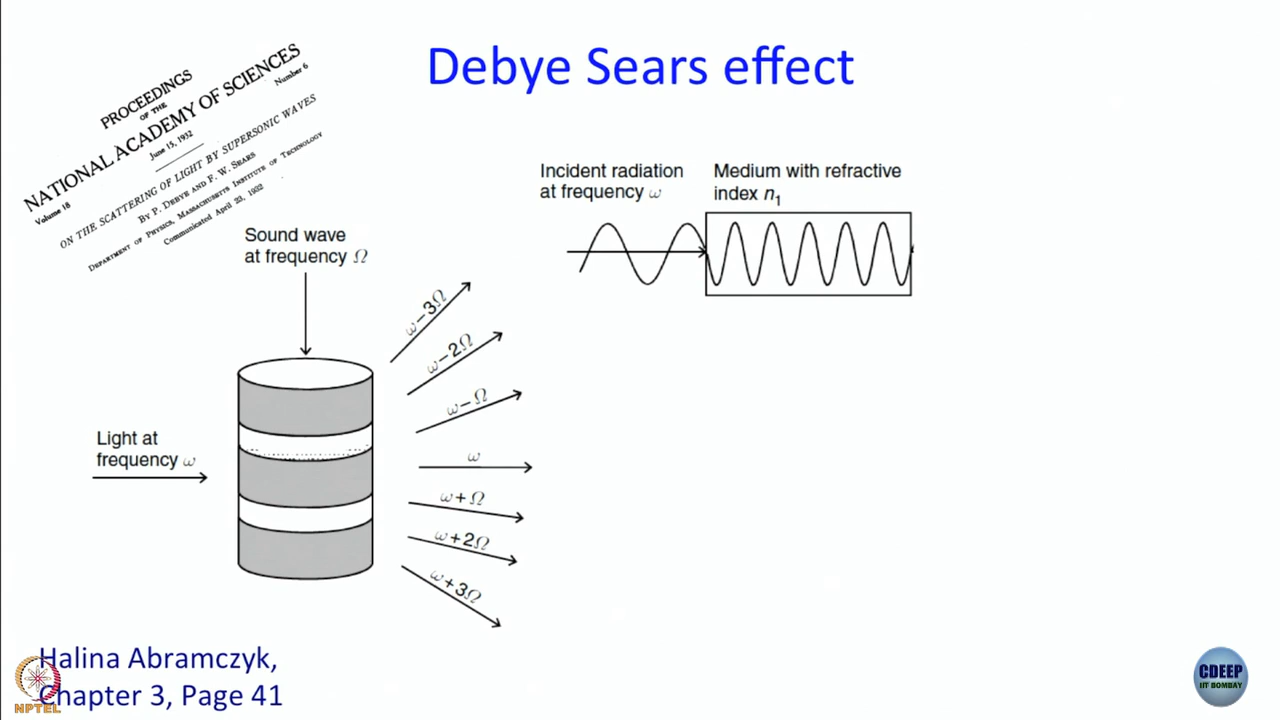 Debye Sears effect
PROCEEDINGS
OF THE
NATIONAL ACADEMY OF SCIENCES
Volume 18
June 15, 1932
Number 6
ON THE SCATTERING OF LIGHT BY SUPERSONIC WAVES
By P. DEBYE AND F. W. SEARS
DEPARTMENT OF PHYSICS, MASSACHUSETTS INSTITUTE OF TECHNOLOGY
Communicated April 23, 1932
Incident radiation
at frequency ω
Medium with refractive
index n₁
Sound wave
at frequency Ω
Light at
frequency ω
ω−3Ω
ω−2Ω
ω−Ω
ω
ω+Ω
ω+2Ω
ω+3Ω
Halina Abramczyk,
Chapter 3, Page 41
NPTEL
CDEEP
IIT BOMBAY